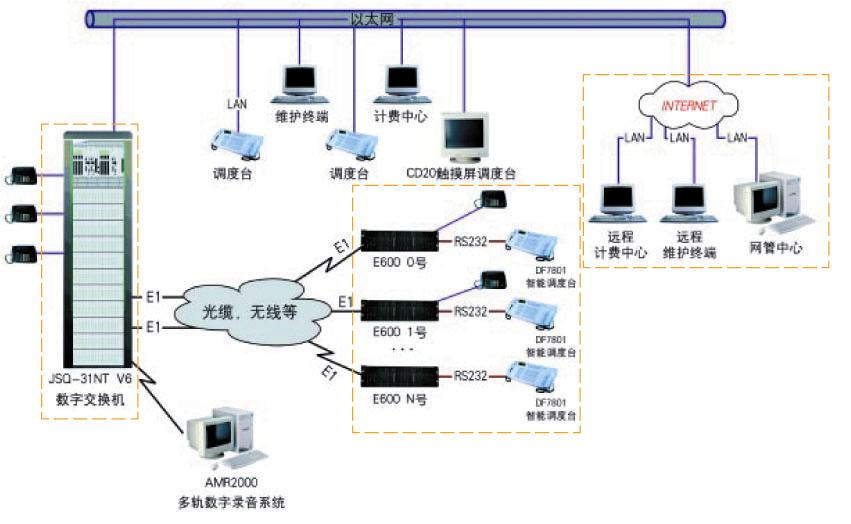 以太网
LAN
维护终端
计费中心
调度台
调度台
CD20触摸屏调度台
INTERNET
LAN
LAN
LAN
远程
计费中心
远程
维护终端
网管中心
E1
E600 0号
RS232
DF7801
智能调度台
E1
E1
光缆，无线等
E1
E600 1号
RS232
DF7801
智能调度台
...
E1
E600 N号
RS232
DF7801
智能调度台
JSQ-31NT V6
数字交换机
AMR2000
多轨数字录音系统